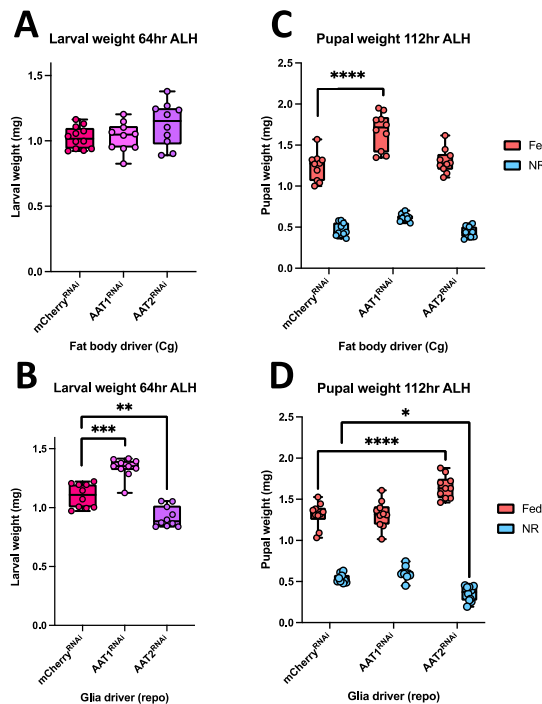 A
Larval weight 64hr ALH
Larval weight (mg)
1.5
1.0
0.5
0.0
mCherryRNAi
AAT1RNAi
AAT2RNAi
Fat body driver (Cg)
C
Pupal weight 112hr ALH
Pupal weight (mg)
2.5
2.0
1.5
1.0
0.5
0.0
****
Fed
NR
mCherryRNAi
AAT1RNAi
AAT2RNAi
Fat body driver (Cg)
B
Larval weight 64hr ALH
Larval weight (mg)
1.5
1.0
0.5
0.0
**
***
mCherryRNAi
AAT1RNAi
AAT2RNAi
Glia driver (repo)
D
Pupal weight 112hr ALH
Pupal weight (mg)
2.5
2.0
1.5
1.0
0.5
0.0
*
****
Fed
NR
mCherryRNAi
AAT1RNAi
AAT2RNAi
Glia driver (repo)